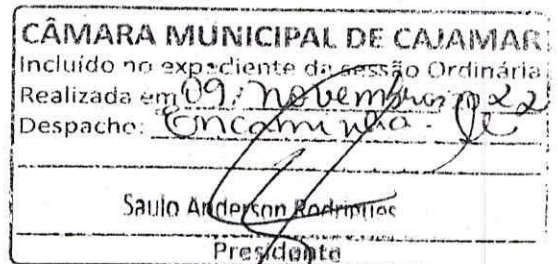 CÂMARA MUNICIPAL DE CAJAMAR
Incluído no expediente da sessão Ordinária
Realizada em 09/ novembro / 22
Despacho: Encaminha-se
Saulo Anderson Rodrigues
Presidente